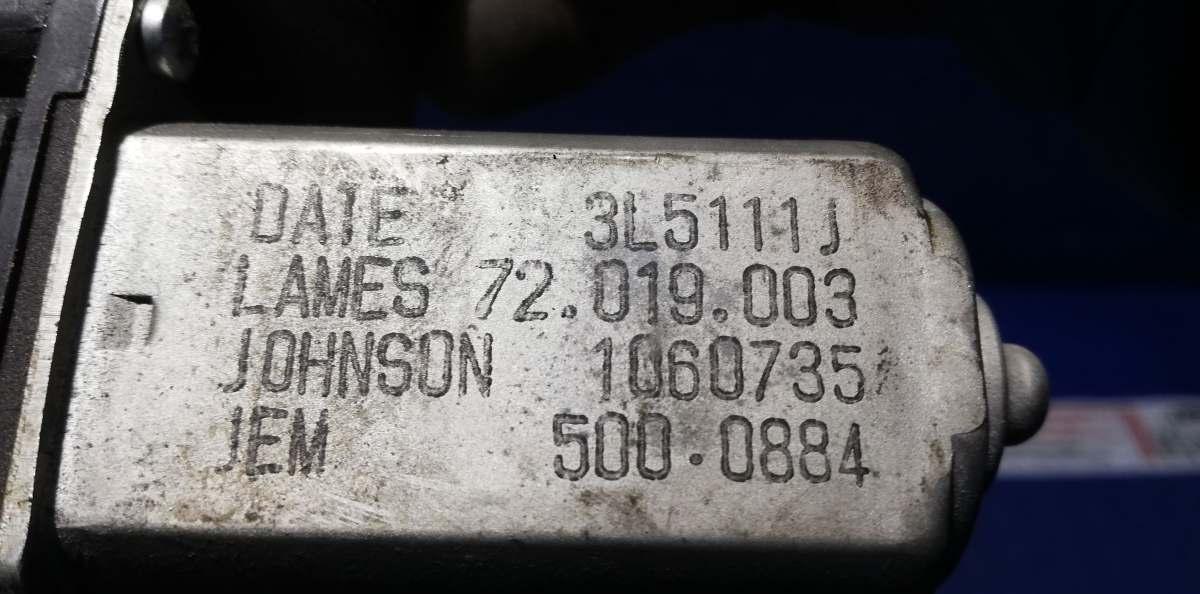 DATE 3L5111J
LAMES 72.019.003
JOHNSON 1060735
JEM 500.0884